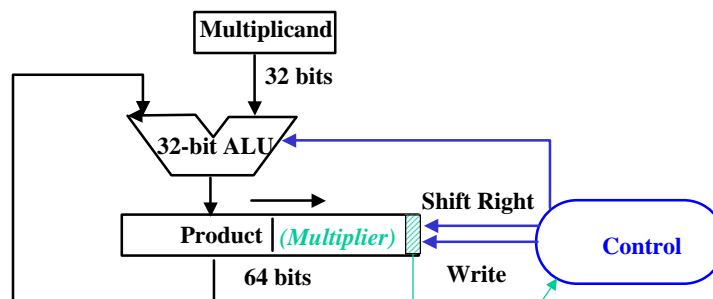 Multiplicand
32 bits
32-bit ALU
Shift Right
Product (Multiplier)
Control
64 bits
Write